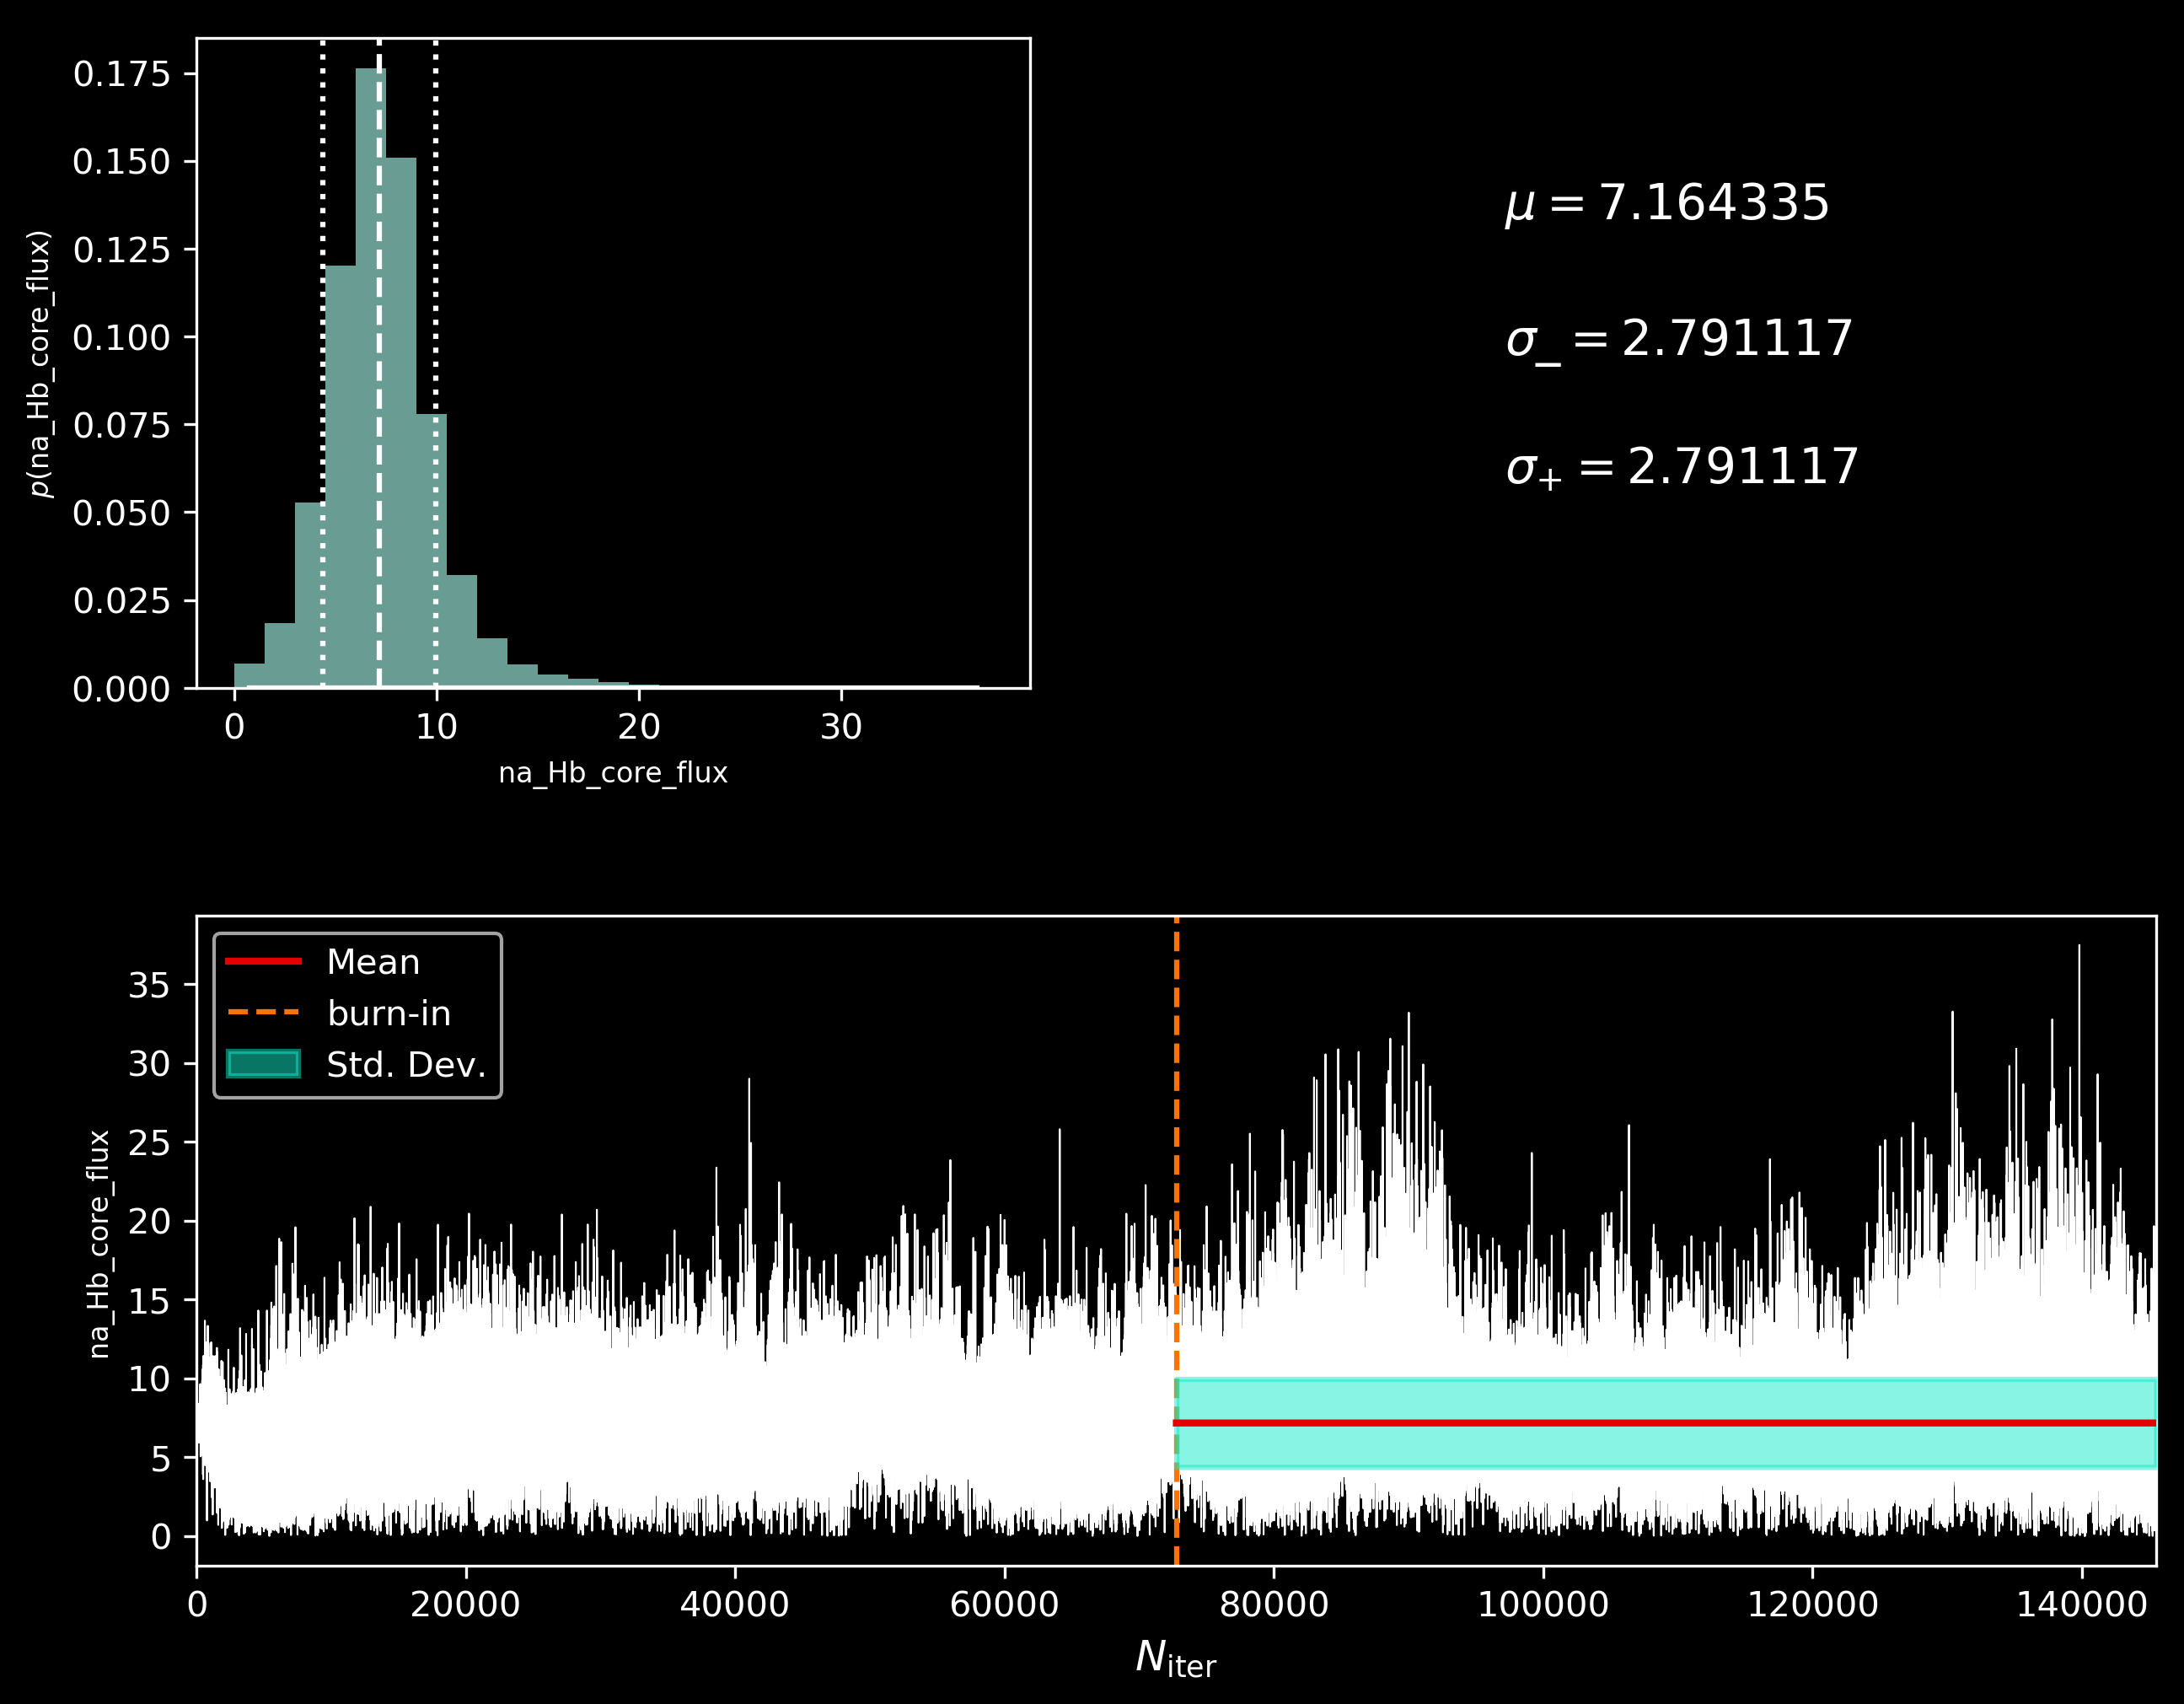 0.175
0.150
0.125
0.100
0.075
0.050
0.025
0.000
p(na_Hb_core_flux)
0 10 20 30
na_Hb_core_flux
μ = 7.164335
σ₋ = 2.791117
σ₊ = 2.791117
Mean
burn-in
Std. Dev.
35
30
25
20
15
10
5
0
na_Hb_core_flux
0 20000 40000 60000 80000 100000 120000 140000
N_iter